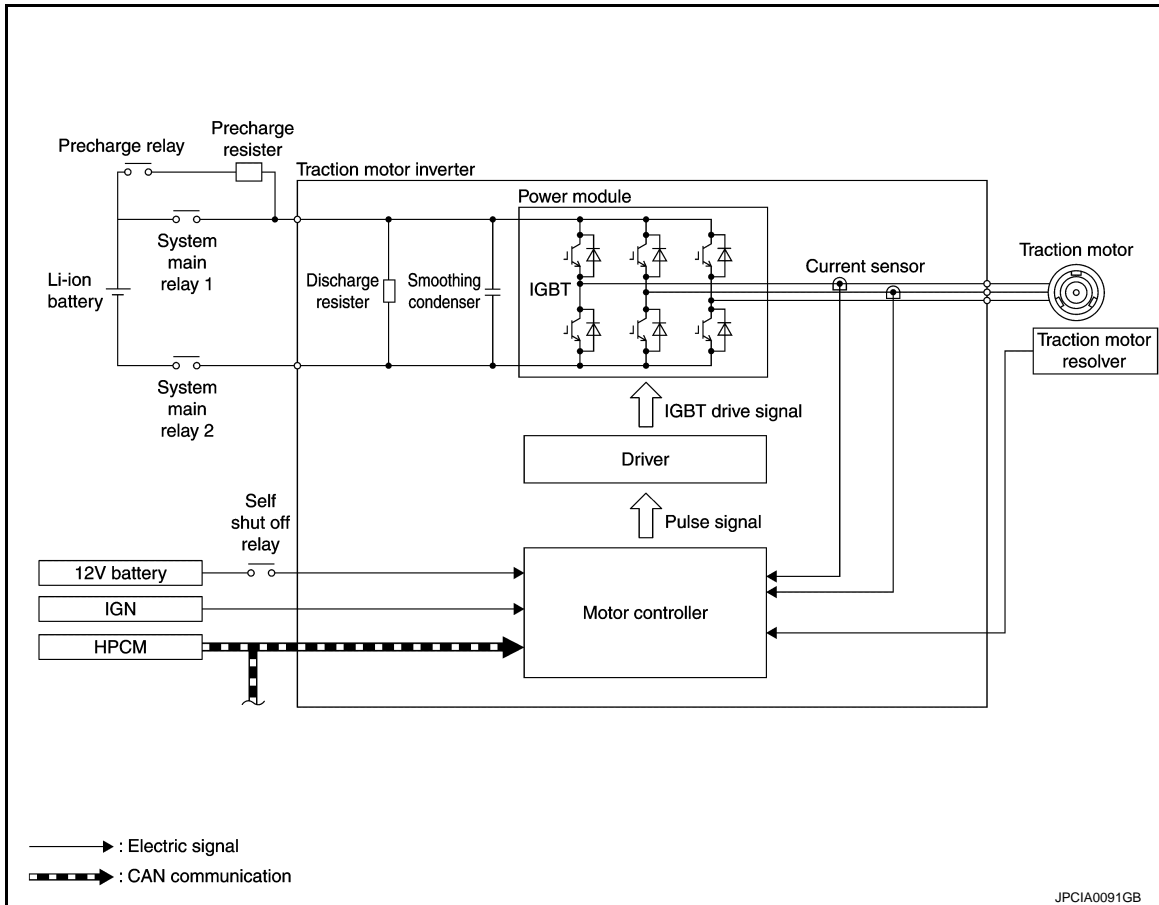 Precharge
resister
Precharge relay
Traction motor inverter
Power module
System
main
relay 1
Li-ion
battery
Discharge
resister
Smoothing
condenser
IGBT
Current sensor
Traction motor
Traction motor
resolver
System
main
relay 2
IGBT drive signal
Driver
Self
shut off
relay
Pulse signal
12V battery
IGN
HPCM
Motor controller
: Electric signal
: CAN communication
JPCIA0091GB